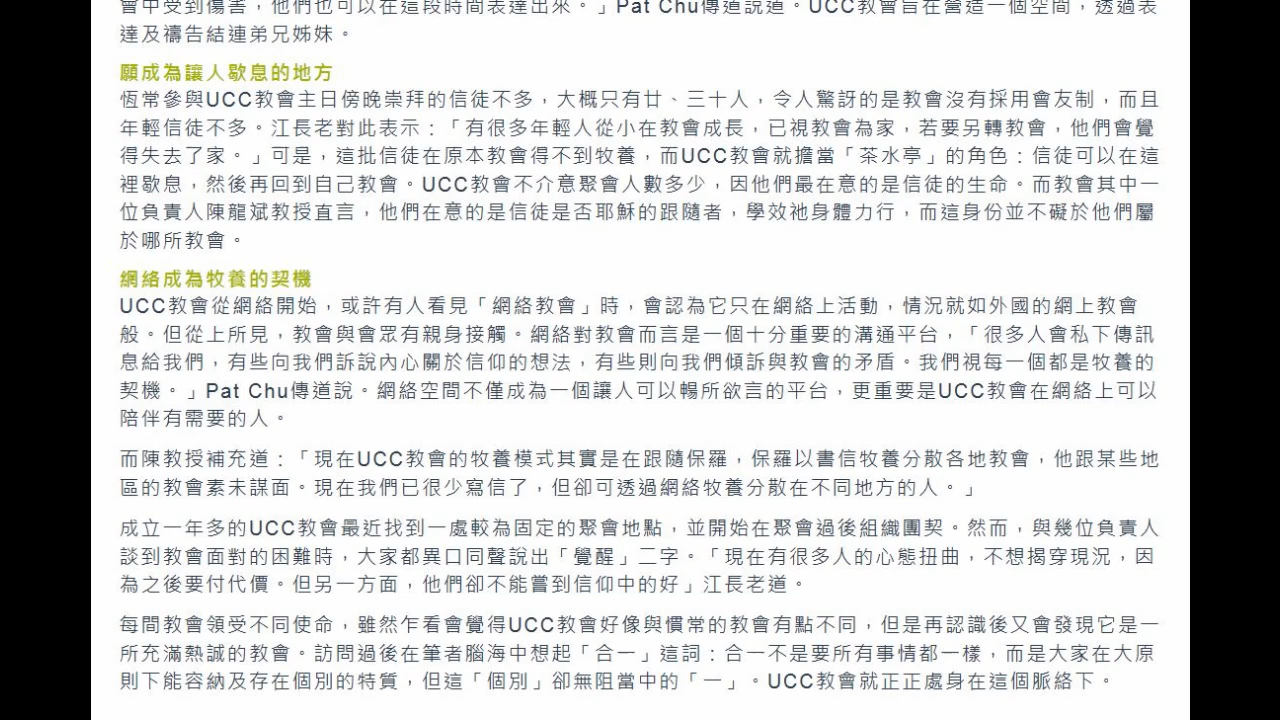 會中受到傷害，他們也可以在這段時間表達出來。」Pat Chu傳道說道。UCC教會旨在營造一個空間，透過表
達及禱告結連弟兄姊妹。
願成為讓人歇息的地方
恆常參與UCC教會主日傍晚崇拜的信徒不多，大概只有廿、三十人，令人驚訝的是教會沒有採用會友制，而且
年輕信徒不多。江長老對此表示：「有很多年輕人從小在教會成長，已視教會為家，若要另轉教會，他們會覺
得失去了家。」可是，這批信徒在原本教會得不到牧養，而UCC教會就擔當「茶水亭」的角色：信徒可以在這
裡歇息，然後再回到自己教會。UCC教會不介意聚會人數多少，因他們最在意的是信徒的生命。而教會其中一
位負責人陳龍斌教授直言，他們在意的是信徒是否耶穌的跟隨者，學效祂身體力行，而這身份並不礙於他們屬
於哪所教會。
網絡成為牧養的契機
UCC教會從網絡開始，或許有人看見「網絡教會」時，會認為它只在網絡上活動，情況就如外國的網上教會
般。但從上所見，教會與會眾有親身接觸。網絡對教會而言是一個十分重要的溝通平台，「很多人會私下傳訊
息給我們，有些向我們訴說內心關於信仰的想法，有些則向我們傾訴與教會的矛盾。我們視每一個都是牧養的
契機。」Pat Chu傳道說。網絡空間不僅成為一個讓人可以暢所欲言的平台，更重要是UCC教會在網絡上可以
陪伴有需要的人。
而陳教授補充道：「現在UCC教會的牧養模式其實是在跟隨保羅，保羅以書信牧養分散各地教會，他跟某些地
區的教會素未謀面。現在我們已很少寫信了，但卻可透過網絡牧養分散在不同地方的人。」
成立一年多的UCC教會最近找到一處較為固定的聚會地點，並開始在聚會過後組織團契。然而，與幾位負責人
談到教會面對的困難時，大家都異口同聲說出「覺醒」二字。「現在有很多人的心態扭曲，不想揭穿現況，因
為之後要付代價。但另一方面，他們卻不能嘗到信仰中的好」江長老道。
每間教會領受不同使命，雖然乍看會覺得UCC教會好像與慣常的教會有點不同，但是再認識後又會發現它是一
所充滿熱誠的教會。訪問過後在筆者腦海中想起「合一」這詞：合一不是要所有事情都一樣，而是大家在大原
則下能容納及存在個別的特質，但這「個別」卻無阻當中的「一」。UCC教會就正正處身在這個脈絡下。